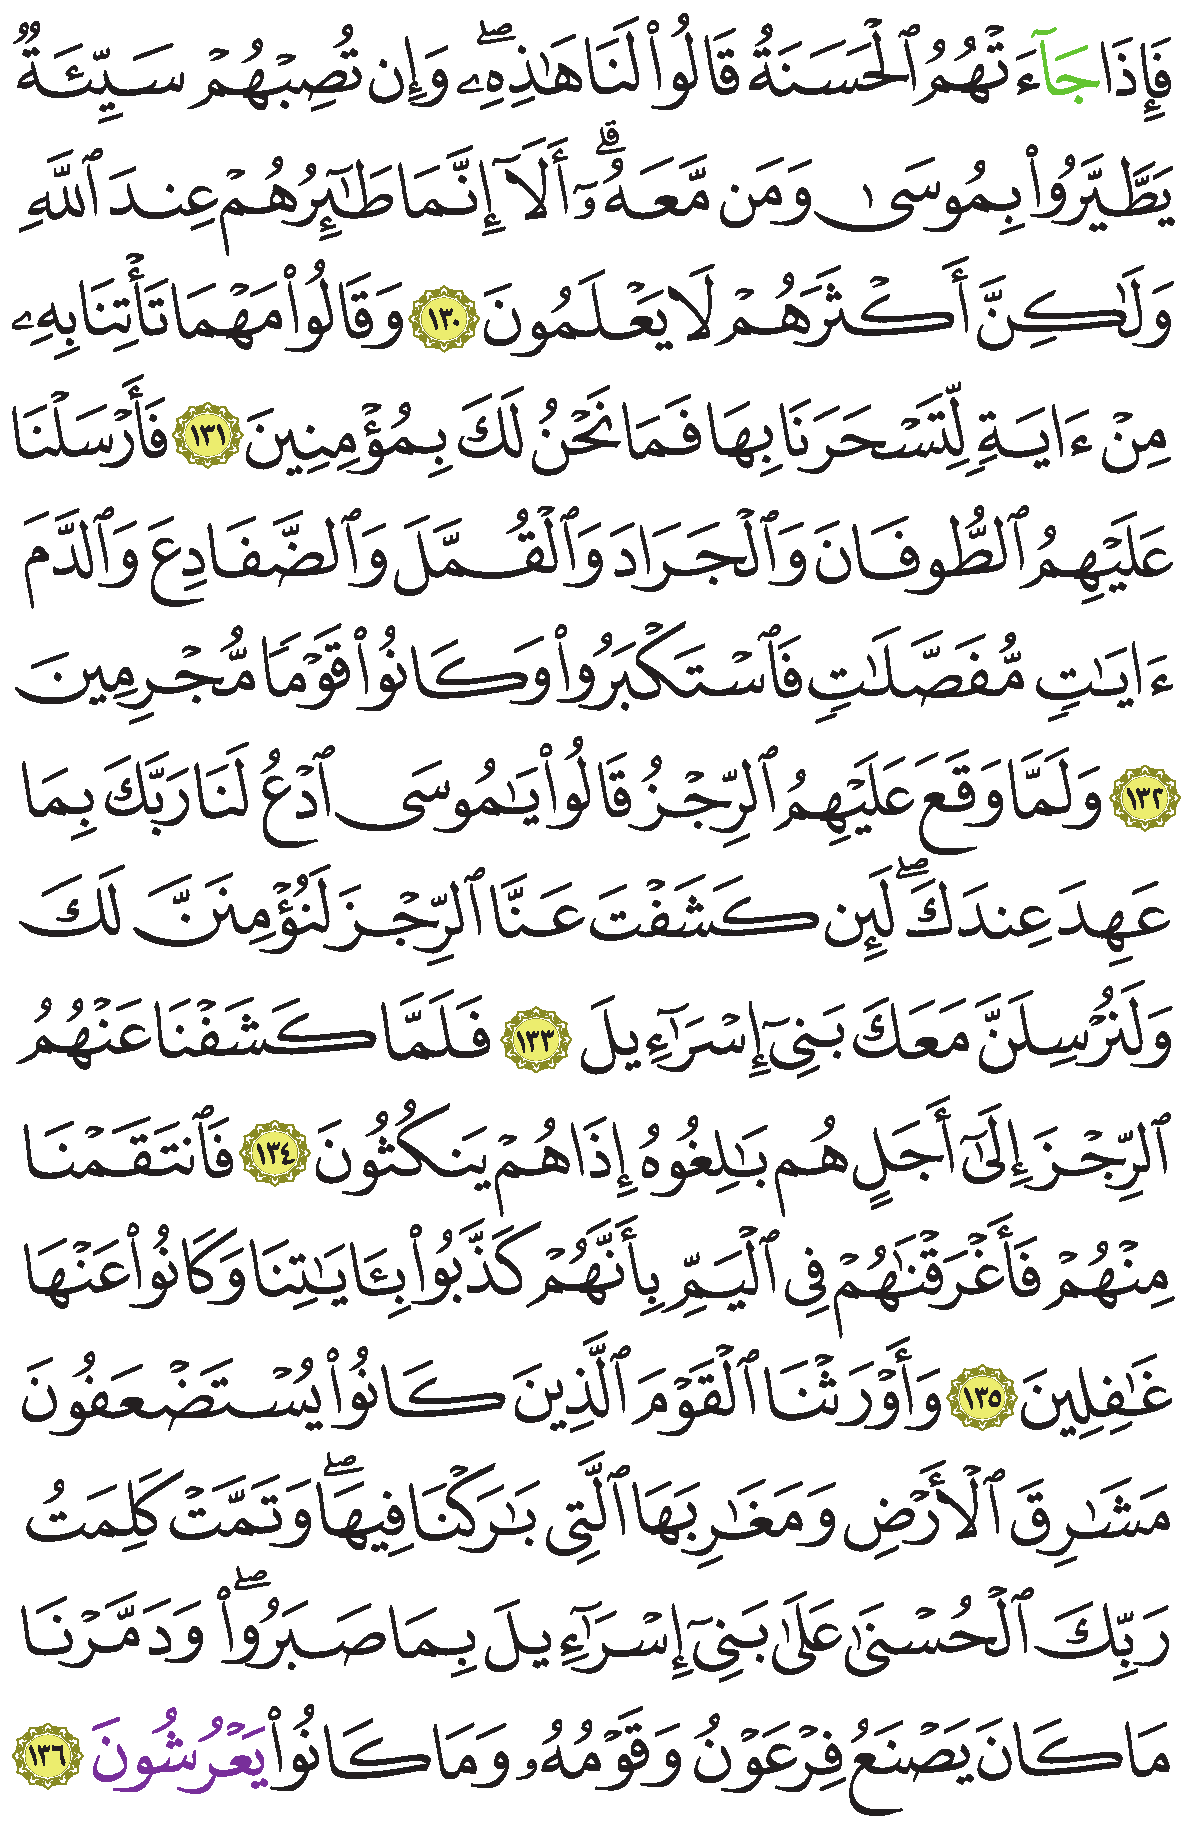 فَإِذَا جَآءَتْهُمُ ٱلْحَسَنَةُ قَالُوا۟ لَنَا هَٰذِهِۦ ۖ وَإِن تُصِبْهُمْ سَيِّئَةٌ
يَطَّيَّرُوا۟ بِمُوسَىٰ وَمَن مَّعَهُۥٓ ۗ أَلَآ إِنَّمَا طَٰٓئِرُهُمْ عِندَ ٱللَّهِ
وَلَٰكِنَّ أَكْثَرَهُمْ لَا يَعْلَمُونَ ١٣٠ وَقَالُوا۟ مَهْمَا تَأْتِنَا بِهِۦ
مِنْ ءَايَةٍ لِّتَسْحَرَنَا بِهَا فَمَا نَحْنُ لَكَ بِمُؤْمِنِينَ ١٣١ فَأَرْسَلْنَا
عَلَيْهِمُ ٱلطُّوفَانَ وَٱلْجَرَادَ وَٱلْقُمَّلَ وَٱلضَّفَادِعَ وَٱلدَّمَ
ءَايَٰتٍ مُّفَصَّلَٰتٍ فَٱسْتَكْبَرُوا۟ وَكَانُوا۟ قَوْمًا مُّجْرِمِينَ
١٣٢ وَلَمَّا وَقَعَ عَلَيْهِمُ ٱلرِّجْزُ قَالُوا۟ يَٰمُوسَى ٱدْعُ لَنَا رَبَّكَ بِمَا
عَهِدَ عِندَكَ ۖ لَئِن كَشَفْتَ عَنَّا ٱلرِّجْزَ لَنُؤْمِنَنَّ لَكَ
وَلَنُرْسِلَنَّ مَعَكَ بَنِىٓ إِسْرَٰٓءِيلَ ١٣٣ فَلَمَّا كَشَفْنَا عَنْهُمُ
ٱلرِّجْزَ إِلَىٰٓ أَجَلٍ هُم بَٰلِغُوهُ إِذَا هُمْ يَنكُثُونَ ١٣٤ فَٱنتَقَمْنَا
مِنْهُمْ فَأَغْرَقْنَٰهُمْ فِى ٱلْيَمِّ بِأَنَّهُمْ كَذَّبُوا۟ بِـَٔايَٰتِنَا وَكَانُوا۟ عَنْهَا
غَٰفِلِينَ ١٣٥ وَأَوْرَثْنَا ٱلْقَوْمَ ٱلَّذِينَ كَانُوا۟ يُسْتَضْعَفُونَ
مَشَٰرِقَ ٱلْأَرْضِ وَمَغَٰرِبَهَا ٱلَّتِى بَٰرَكْنَا فِيهَا ۖ وَتَمَّتْ كَلِمَتُ
رَبِّكَ ٱلْحُسْنَىٰ عَلَىٰ بَنِىٓ إِسْرَٰٓءِيلَ بِمَا صَبَرُوا۟ ۖ وَدَمَّرْنَا
مَا كَانَ يَصْنَعُ فِرْعَوْنُ وَقَوْمُهُۥ وَمَا كَانُوا۟ يَعْرُشُونَ ١٣٦